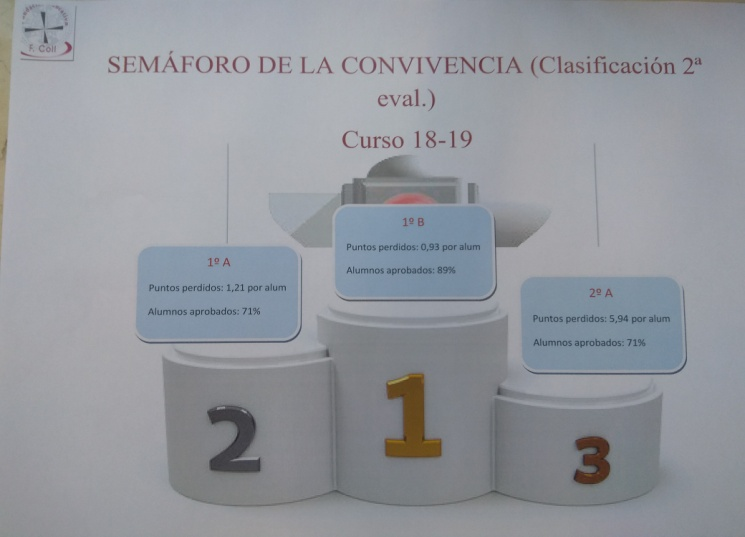 F. Coll
SEMÁFORO DE LA CONVIVENCIA (Clasificación 2ª
eval.)
Curso 18-19
1º B
Puntos perdidos: 0,93 por alum
Alumnos aprobados: 89%
1º A
Puntos perdidos: 1,21 por alum
Alumnos aprobados: 71%
2º A
Puntos perdidos: 5,94 por alum
Alumnos aprobados: 71%
2
1
3